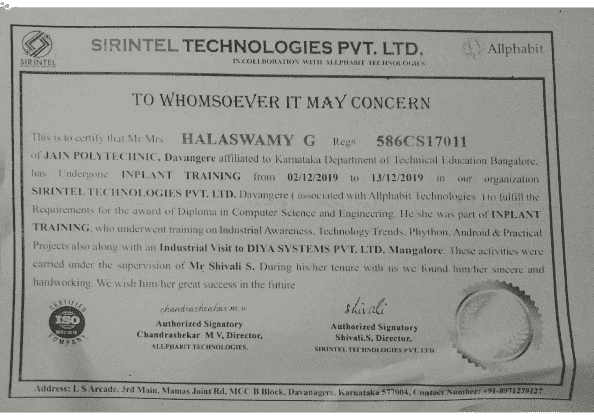 SIRINTEL
SIRINTEL TECHNOLOGIES PVT. LTD.
IN COLLBORATION WITH ALLPHABIT TECHNOLOGIES
Allphabit
TO WHOMSOEVER IT MAY CONCERN
This is to certify that Mr Mrs HALASWAMY G Reg# 586CS17011
of JAIN POLYTECHNIC, Davangere affiliated to Karnataka Department of Technical Education Bangalore,
has Undergone INPLANT TRAINING from 02/12/2019 to 13/12/2019 in our organization
SIRINTEL TECHNOLOGIES PVT. LTD. Davangere ( associated with Allphabit Technologies ) to fulfill the
Requirements for the award of Diploma in Computer Science and Engineering. He she was part of INPLANT
TRAINING, who underwent training on Industrial Awareness, Technology Trends, Phython, Android & Practical
Projects also along with an Industrial Visit to DIYA SYSTEMS PVT. LTD. Mangalore. These activities were
carried under the supervision of Mr Shivali S. During his/her tenure with us we found him/her sincere and
hardworking. We wish him/her great success in the future.
CERTIFIED
ISO
COMPANY
chandrashekar m v
Authorized Signatory
Chandrashekar M V, Director,
ALLPHABIT TECHNOLOGIES.
shivali
Authorized Signatory
Shivali.S, Director,
SIRINTEL TECHNOLOGIES PVT. LTD.
Address: L S Arcade, 3rd Main, Mamas Joint Rd, MCC B Block, Davanagere, Karnataka 577004, Contact Number: +91-8971279127